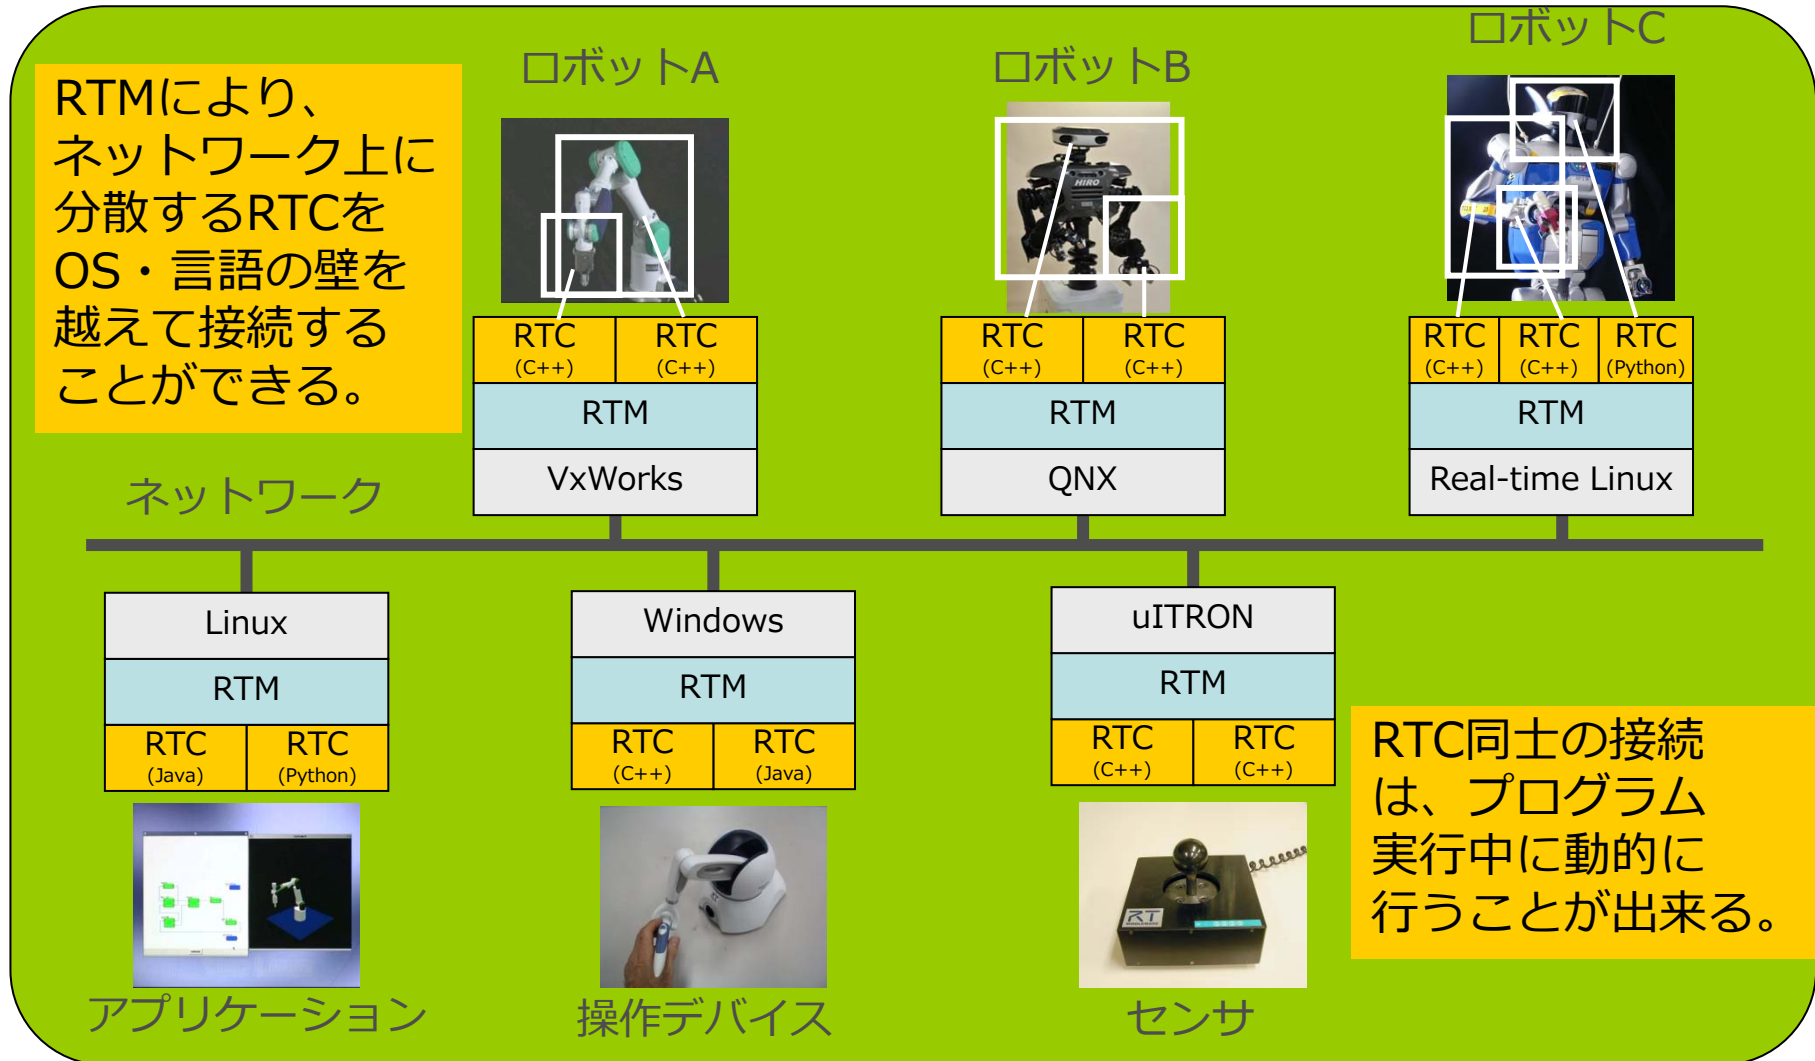 ロボットA
ロボットB
ロボットC
RTMにより、
ネットワーク上に
分散するRTCを
OS・言語の壁を
越えて接続する
ことができる。
HIRO
RTC
(C++)
RTC
(C++)
RTM
VxWorks
RTC
(C++)
RTC
(C++)
RTM
QNX
RTC
(C++)
RTC
(C++)
RTC
(Python)
RTM
Real-time Linux
ネットワーク
Linux
RTM
RTC
(Java)
RTC
(Python)
アプリケーション
Windows
RTM
RTC
(C++)
RTC
(Java)
操作デバイス
uITRON
RTM
RTC
(C++)
RTC
(C++)
RT
センサ
RTC同士の接続
は、プログラム
実行中に動的に
行うことが出来る。